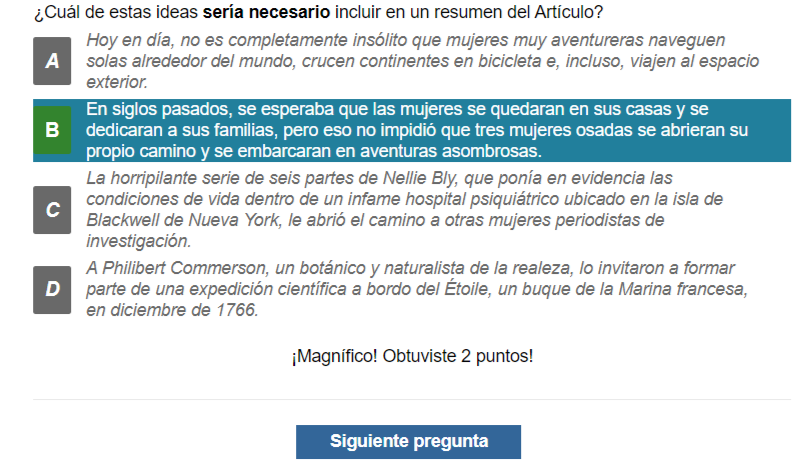 ¿Cuál de estas ideas sería necesario incluir en un resumen del Artículo?
A
Hoy en día, no es completamente insólito que mujeres muy aventureras naveguen
solas alrededor del mundo, crucen continentes en bicicleta e, incluso, viajen al espacio
exterior.
B
En siglos pasados, se esperaba que las mujeres se quedaran en sus casas y se
dedicaran a sus familias, pero eso no impidió que tres mujeres osadas se abrieran su
propio camino y se embarcaran en aventuras asombrosas.
C
La horripilante serie de seis partes de Nellie Bly, que ponía en evidencia las
condiciones de vida dentro de un infame hospital psiquiátrico ubicado en la isla de
Blackwell de Nueva York, le abrió el camino a otras mujeres periodistas de
investigación.
D
A Philibert Commerson, un botánico y naturalista de la realeza, lo invitaron a formar
parte de una expedición científica a bordo del Étoile, un buque de la Marina francesa,
en diciembre de 1766.
¡Magnífico! Obtuviste 2 puntos!
Siguiente pregunta